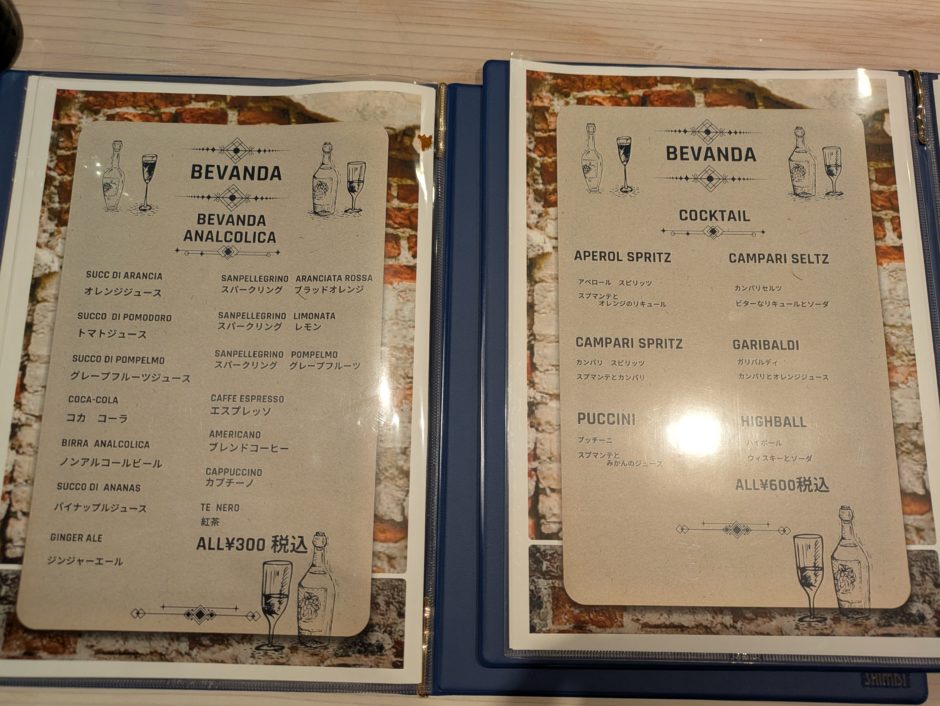 BEVANDA
BEVANDA
ANALCOLICA
SUCC DI ARANCIA
オレンジジュース
SUCCO DI POMODORO
トマトジュース
SUCCO DI POMPELMO
グレープフルーツジュース
COCA-COLA
コカ コーラ
BIRRA ANALCOLICA
ノンアルコールビール
SUCCO DI ANANAS
パイナップルジュース
GINGER ALE
ジンジャーエール
SANPELLEGRINO ARANCIATA ROSSA
スパークリング ブラッドオレンジ
SANPELLEGRINO LIMONATA
スパークリング レモン
SANPELLEGRINO POMPELMO
スパークリング グレープフルーツ
CAFFE ESPRESSO
エスプレッソ
AMERICANO
ブレンドコーヒー
CAPPUCCINO
カプチーノ
TE NERO
紅茶
ALL¥300 税込
BEVANDA
COCKTAIL
APEROL SPRITZ
アペロール スピリッツ
スプマンテと
オレンジのリキュール
CAMPARI SPRITZ
カンパリ スピリッツ
スプマンテとカンパリ
PUCCINI
プッチーニ
スプマンテと
みかんのジュース
CAMPARI SELTZ
カンパリセルツ
ビターなリキュールとソーダ
GARIBALDI
ガリバルディ
カンパリとオレンジジュース
HIGHBALL
ハイボール
ウィスキーとソーダ
ALL¥600税込
SHIMBI